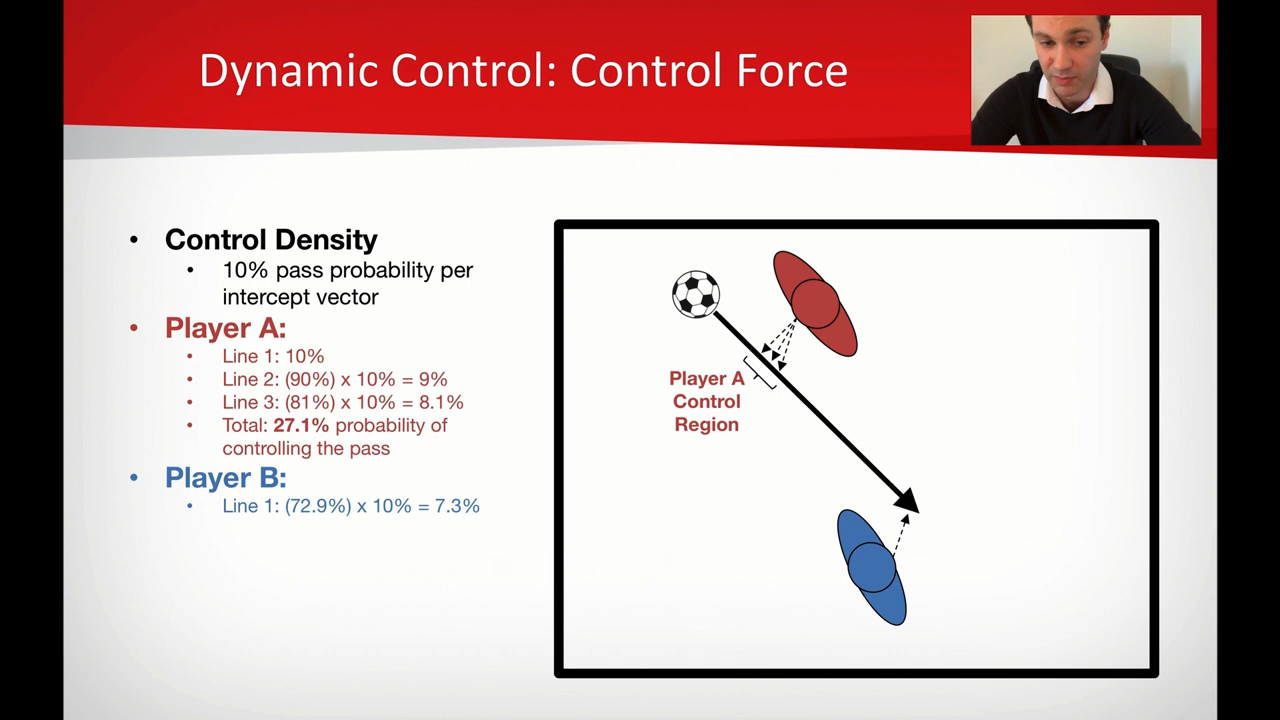 Dynamic Control: Control Force
• Control Density
• 10% pass probability per
intercept vector
• Player A:
• Line 1: 10%
• Line 2: (90%) x 10% = 9%
• Line 3: (81%) x 10% = 8.1%
• Total: 27.1% probability of
controlling the pass
• Player B:
• Line 1: (72.9%) x 10% = 7.3%
Player A
Control
Region